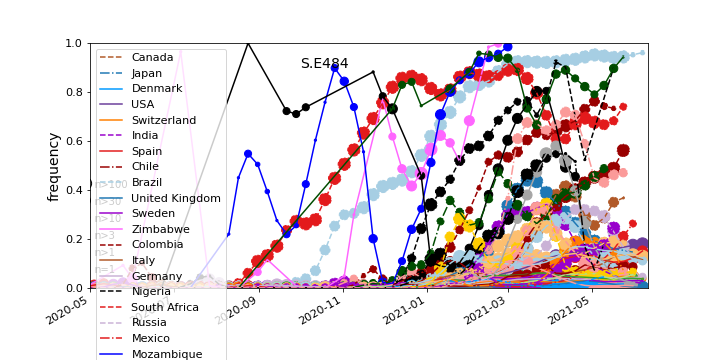 S.E484
frequency
1.0
0.8
0.6
0.4
0.2
0.0
Canada
Japan
Denmark
USA
Switzerland
India
Spain
Chile
Brazil
United Kingdom
Sweden
Zimbabwe
Colombia
Italy
Germany
Nigeria
South Africa
Russia
Mexico
Mozambique
n>100
n>10
n>3
n>1
n=1
2020-05
2020-09
2020-11
2021-01
2021-03
2021-05